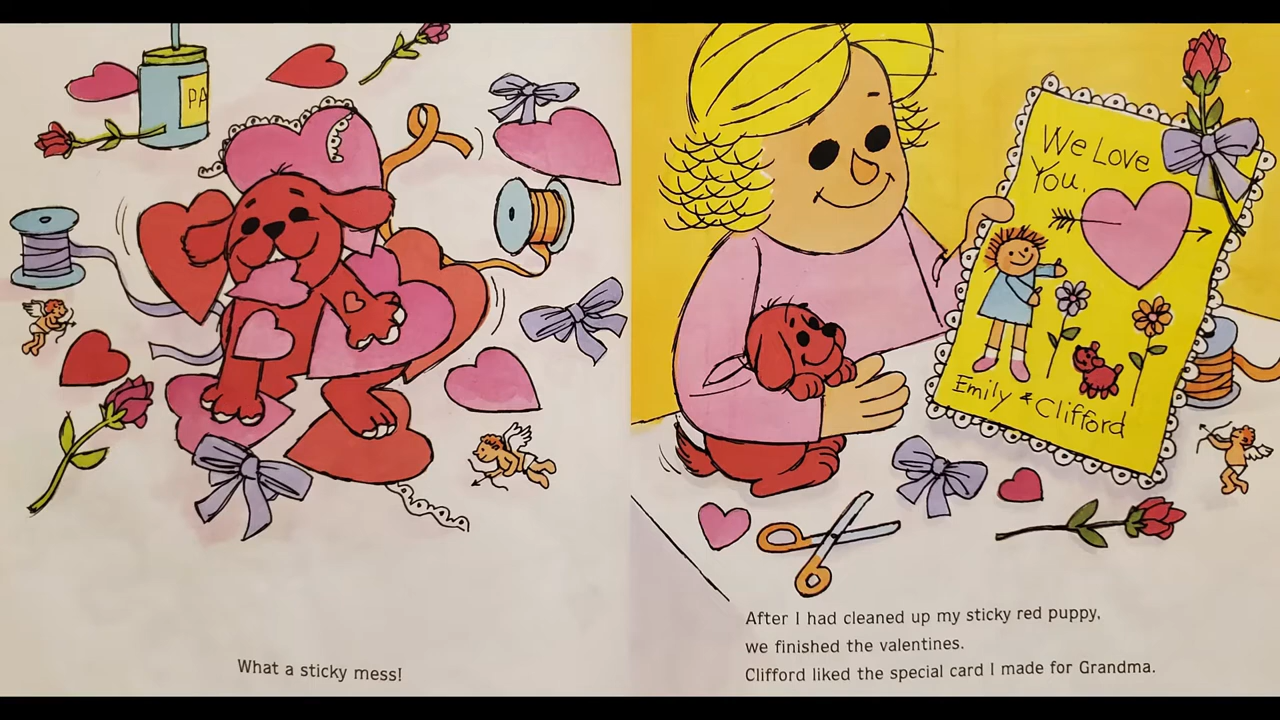 PA
What a sticky mess!
We Love
You.
Emily & Clifford
After I had cleaned up my sticky red puppy,
we finished the valentines.
Clifford liked the special card I made for Grandma.